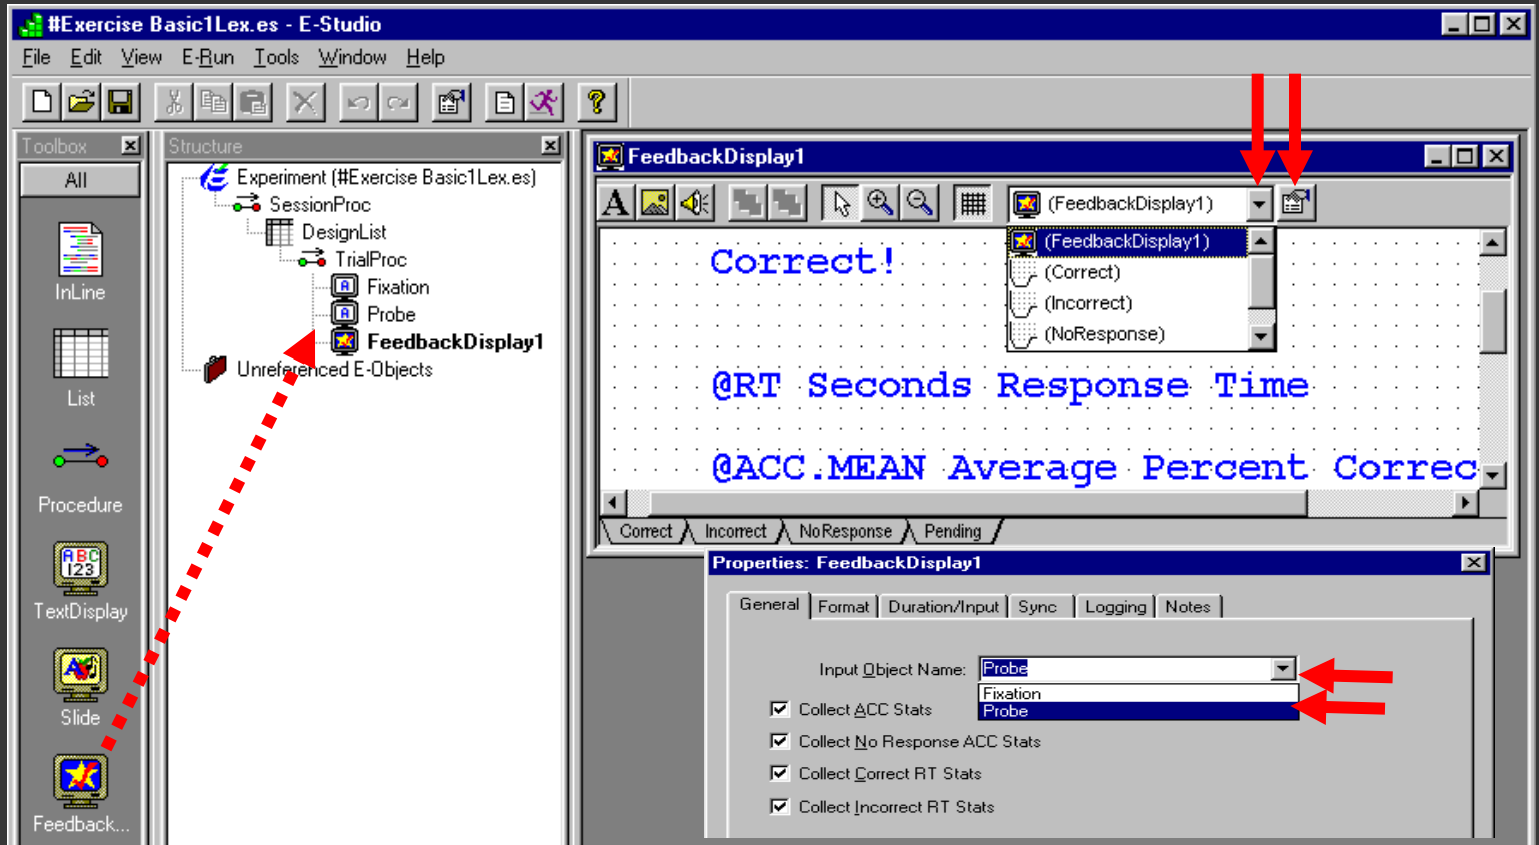 #Exercise Basic1Lex.es - E-Studio
File Edit View E-Run Tools Window Help
Toolbox
All
InLine
List
Procedure
ABC
123
TextDisplay
Slide
Feedback...
Structure
Experiment (#Exercise Basic1Lex.es)
SessionProc
DesignList
TrialProc
Fixation
Probe
FeedbackDisplay1
Unreferenced E-Objects
FeedbackDisplay1
A (FeedbackDisplay1)
(FeedbackDisplay1)
(Correct)
(Incorrect)
(NoResponse)
Correct!
@RT Seconds Response Time
@ACC.MEAN Average Percent Correc
Correct Incorrect NoResponse Pending
Properties: FeedbackDisplay1
General Format Duration/Input Sync Logging Notes
Input Object Name: Probe
Fixation
Probe
Collect ACC Stats
Collect No Response ACC Stats
Collect Correct RT Stats
Collect Incorrect RT Stats